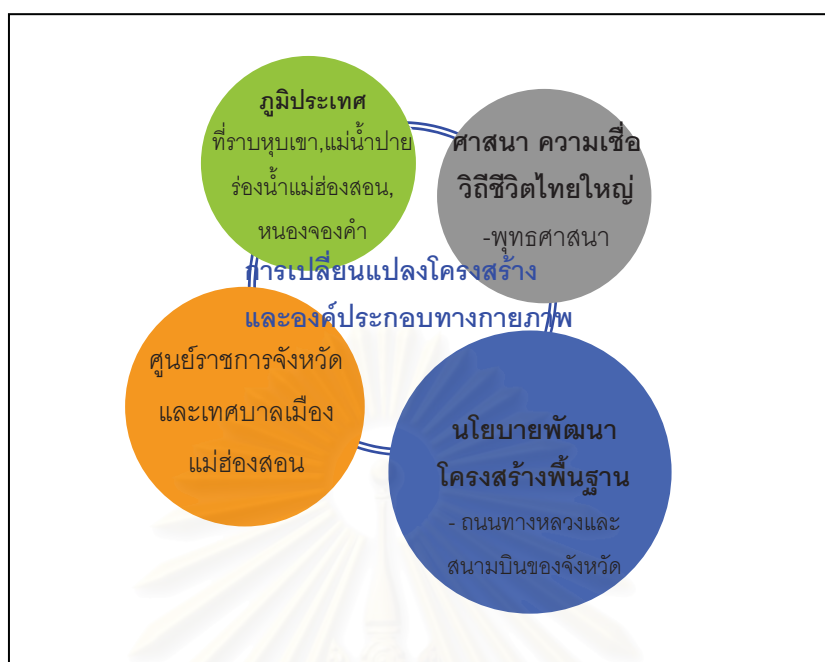 ภูมิประเทศ
ที่ราบหุบเขา,แม่น้ำปาย
ร่องน้ำแม่ฮ่องสอน,
หนองจองคำ
ศาสนา ความเชื่อ
วิถีชีวิตไทยใหญ่
-พุทธศาสนา
การเปลี่ยนแปลงโครงสร้าง
และองค์ประกอบทางกายภาพ
ศูนย์ราชการจังหวัด
และเทศบาลเมือง
แม่ฮ่องสอน
นโยบายพัฒนา
โครงสร้างพื้นฐาน
- ถนนทางหลวงและ
สนามบินของจังหวัด